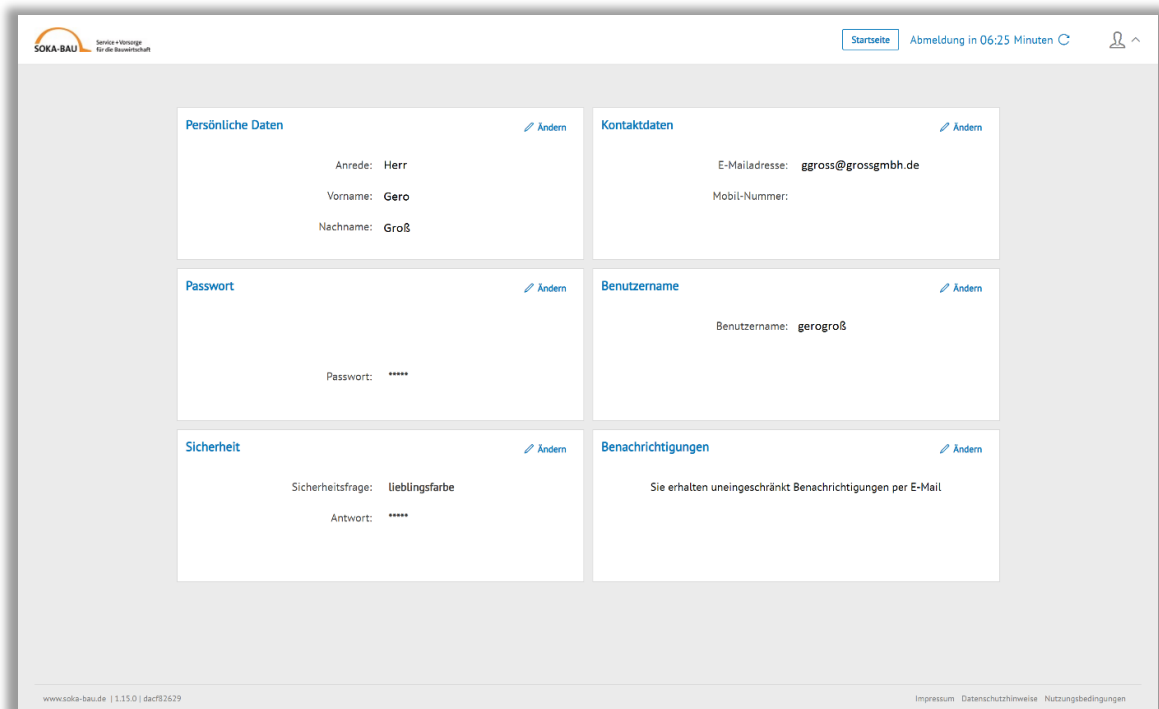 SOKA-BAU
Service + Vorsorge
für die Bauwirtschaft
Startseite
Abmeldung in 06:25 Minuten
Persönliche Daten
Ändern
Anrede: Herr
Vorname: Gero
Nachname: Groß
Kontaktdaten
Ändern
E-Mailadresse: ggross@grossgmbh.de
Mobil-Nummer:
Passwort
Ändern
Passwort: *****
Benutzername
Ändern
Benutzername: gerogroß
Sicherheit
Ändern
Sicherheitsfrage: lieblingsfarbe
Antwort: *****
Benachrichtigungen
Ändern
Sie erhalten uneingeschränkt Benachrichtigungen per E-Mail
www.soka-bau.de | 1.15.0 | dacf82629
Impressum Datenschutzhinweise Nutzungsbedingungen